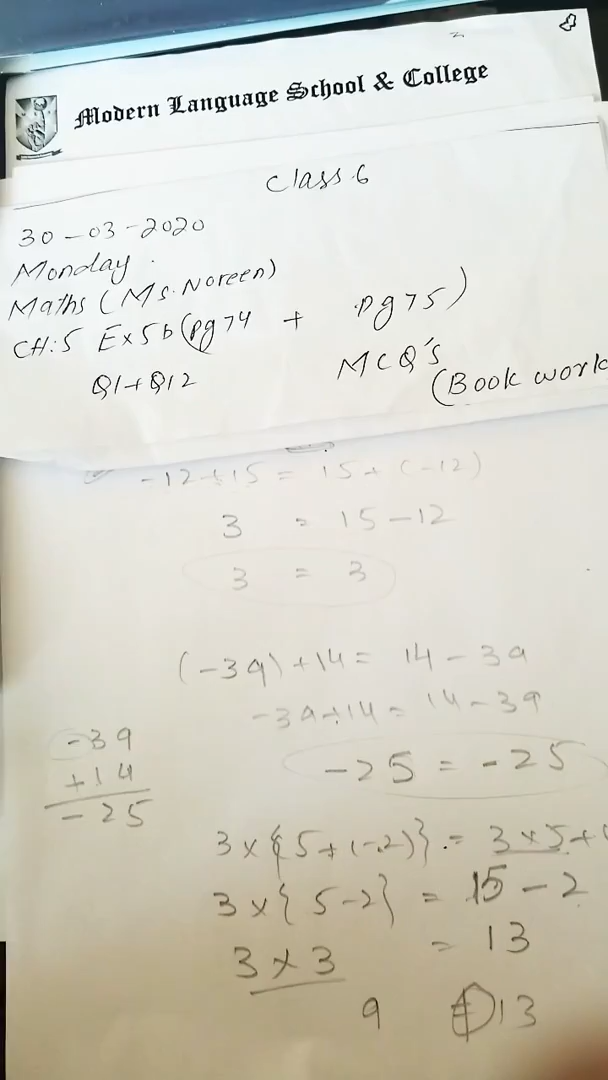 Modern Language School & College
Class 6
30-03-2020
Monday.
Maths (Ms. Noreen)
CH:5 Ex5b (pg 74 + pg 75)
Q1→Q12 MCQ's
(Book work
-12+15 = 15+(-12)
3 = 15-12
3 = 3
(-39)+14 = 14-39
-39+14 = 14-39
-25 = -25
-39
+14
-25
3×{5+(-2)} = 3×5+(
3×{5-2} = 15-2
3×3 = 13
9 ≠ 13